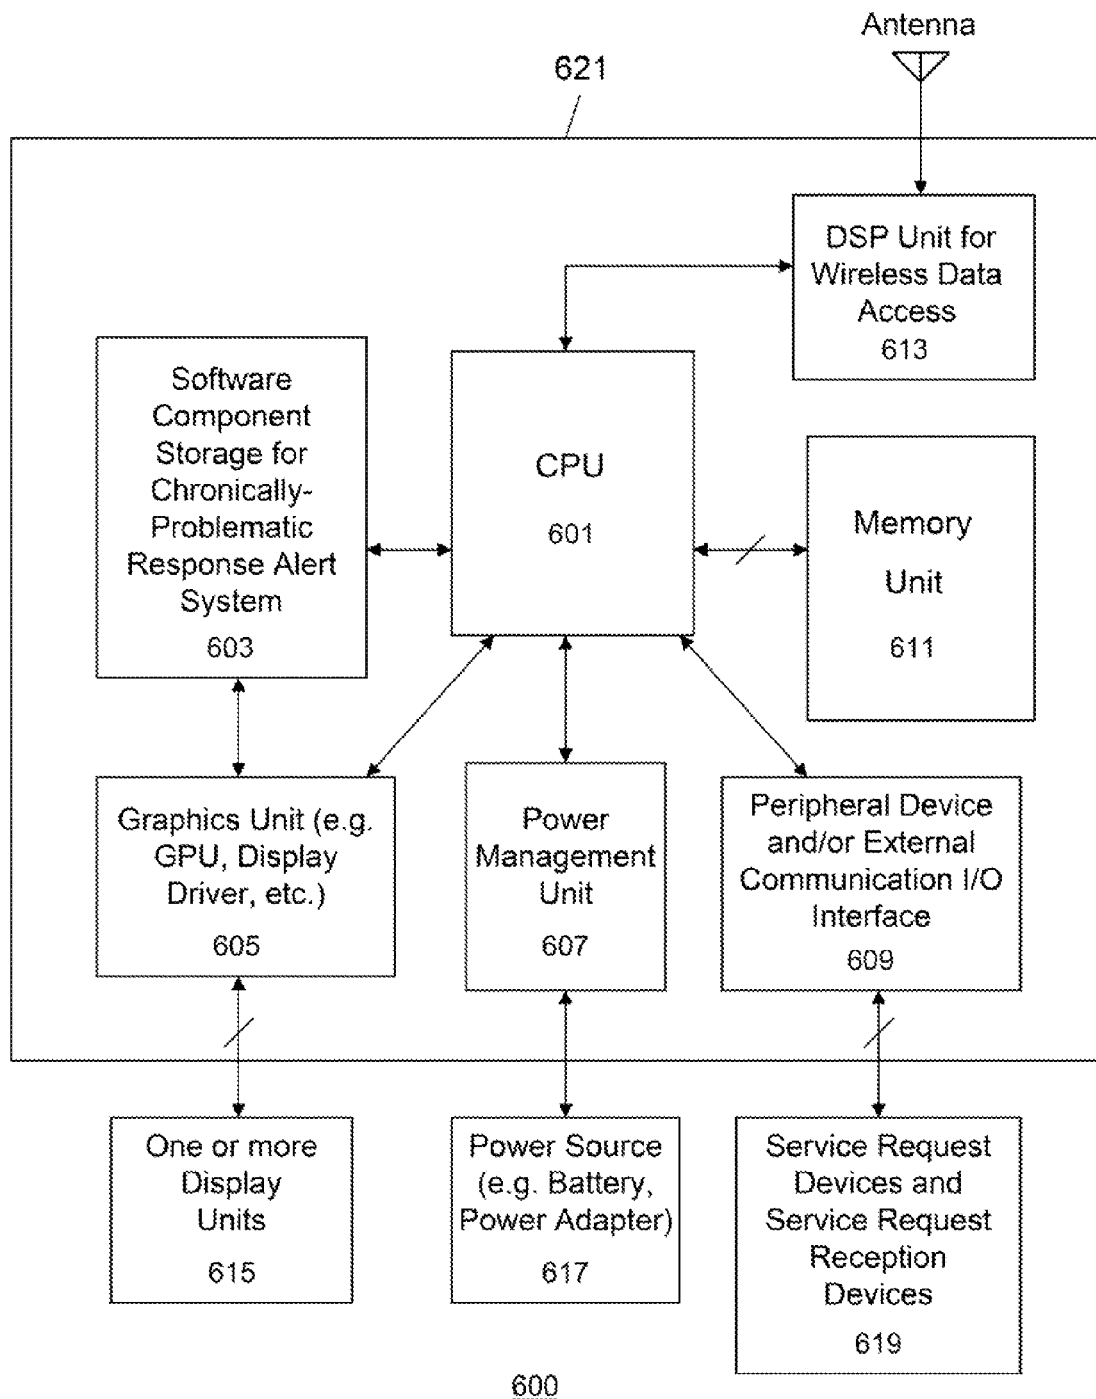 Antenna
621
DSP Unit for
Wireless Data
Access
613
Software
Component
Storage for
Chronically-
Problematic
Response Alert
System
603
CPU
601
Memory
Unit
611
Graphics Unit (e.g.
GPU, Display
Driver, etc.)
605
Power
Management
Unit
607
Peripheral Device
and/or External
Communication I/O
Interface
609
One or more
Display
Units
615
Power Source
(e.g. Battery,
Power Adapter)
617
Service Request
Devices and
Service Request
Reception
Devices
619
600